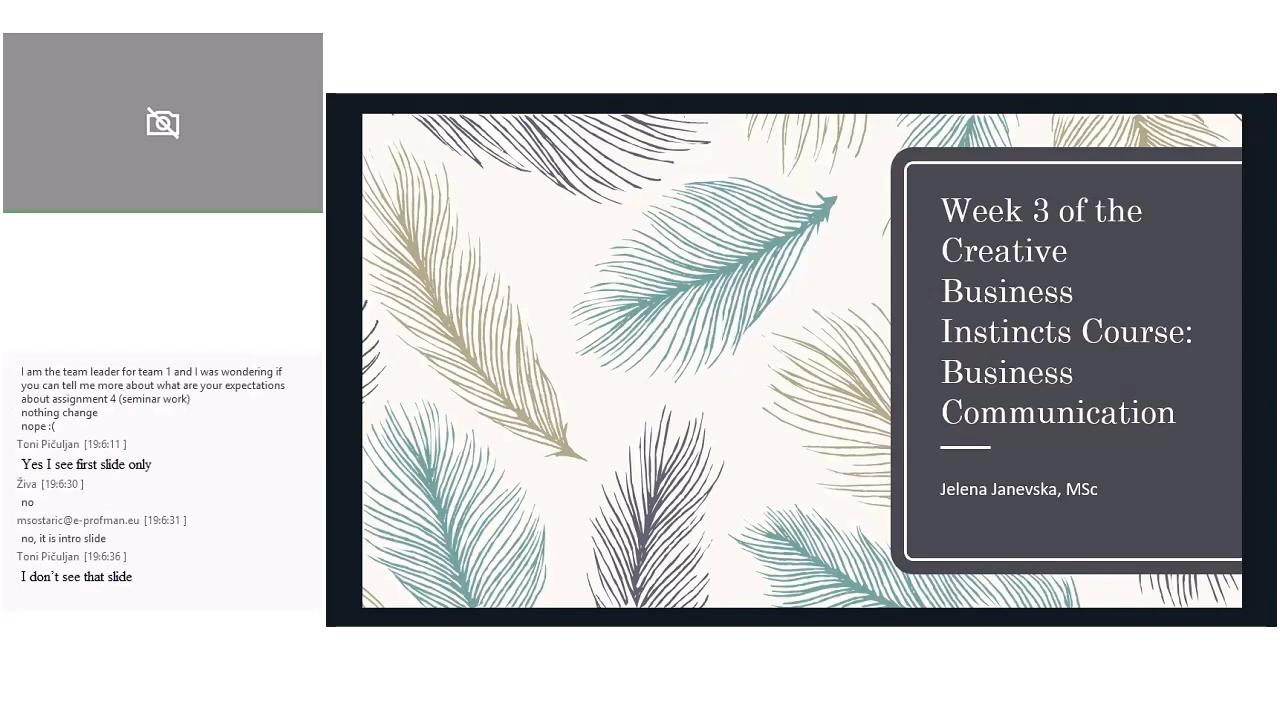 I am the team leader for team 1 and I was wondering if
you can tell me more about what are your expectations
about assignment 4 (seminar work)
nothing change
nope :(
Toni Pičuljan [19:6:11 ]
Yes I see first slide only
Živa [19:6:30 ]
no
msostaric@e-profman.eu [19:6:31 ]
no, it is intro slide
Toni Pičuljan [19:6:36 ]
I don't see that slide
Week 3 of the
Creative
Business
Instincts Course:
Business
Communication
Jelena Janevska, MSc